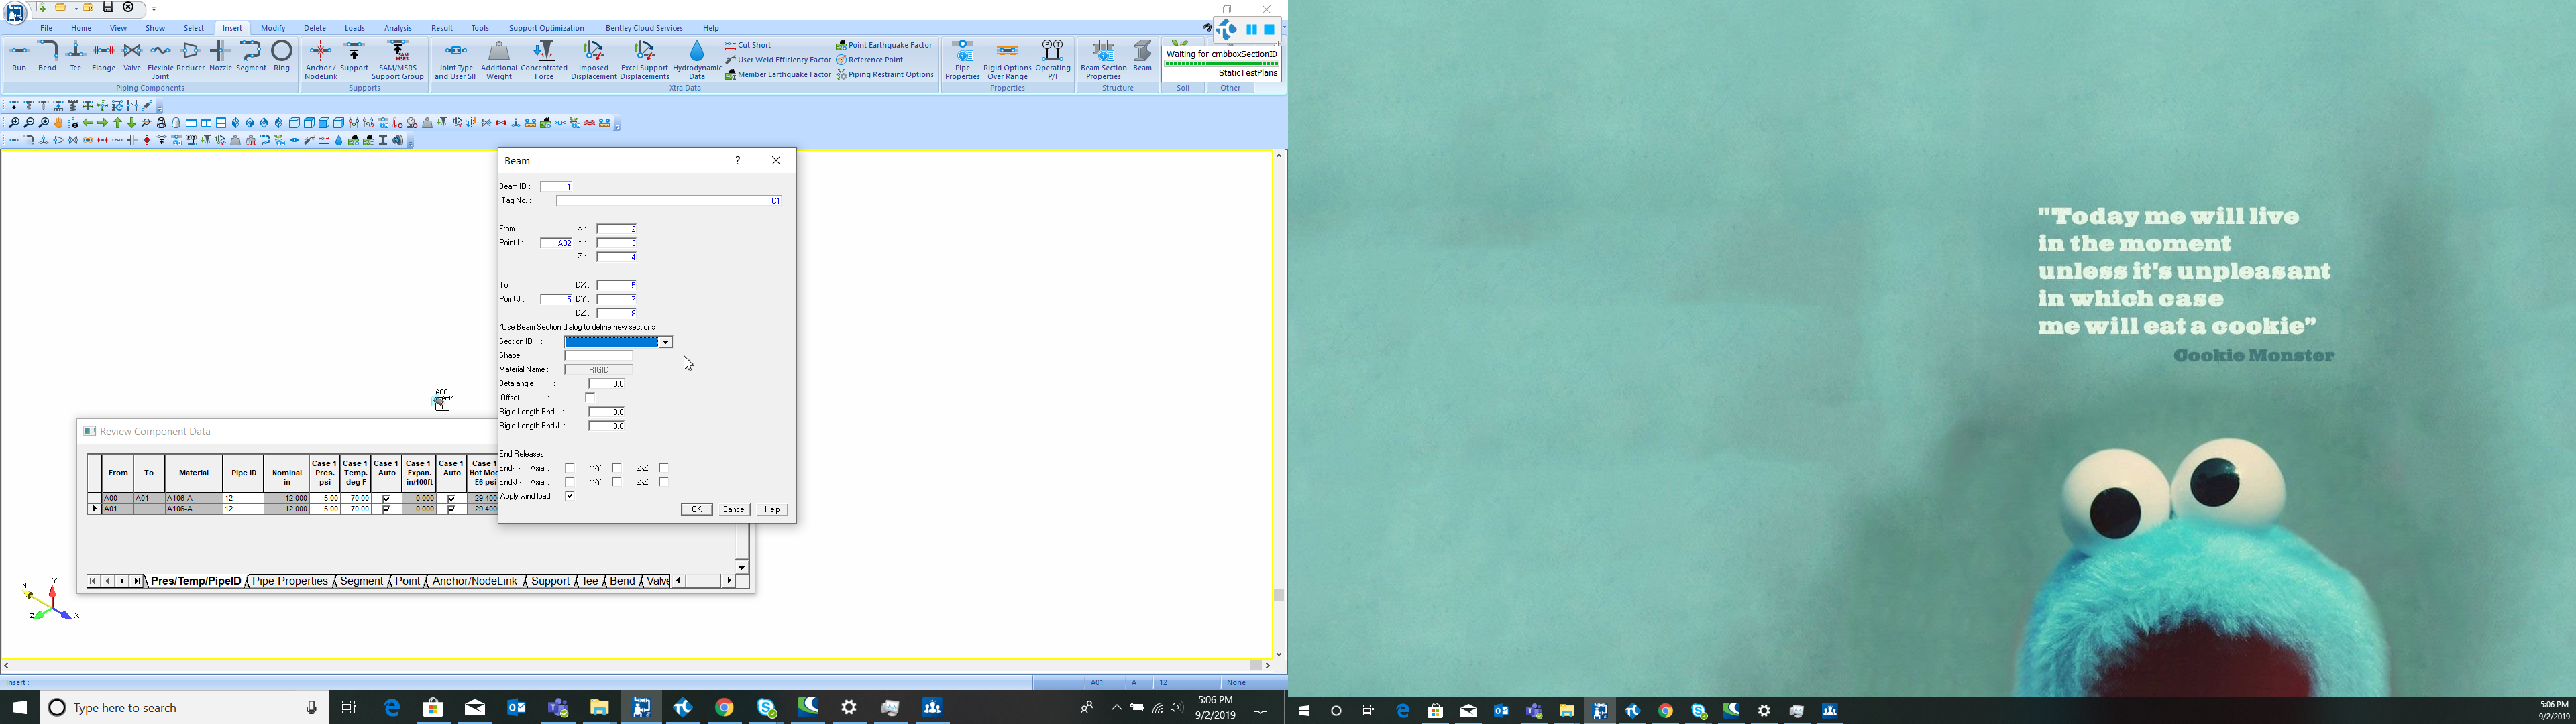 File Home View Show Select Insert Modify Delete Loads Analysis Result Tools Support Optimization Bentley Cloud Services Help
Run Bend Tee Flange Valve Flexible Joint Reducer Nozzle Segment Ring
Piping Components
Anchor / NodeLink Support SAM/MSRS Support Group
Supports
Joint Type and User SIF Additional Weight Concentrated Force Imposed Displacement Excel Support Displacements Hydrodynamic Data
Cut Short
User Weld Efficiency Factor
Member Earthquake Factor
Point Earthquake Factor
Reference Point
Piping Restraint Options
Xtra Data
Pipe Properties Rigid Options Over Range Operating P/T
Properties
Beam Section Properties Beam
Structure
Soil
Other
Waiting for cmbboxSectionID
StaticTestPlans
Beam
Beam ID : 1
Tag No. : TC1
From X : 2
Point I : A02 Y : 3
Z : 4
To DX : 5
Point J : 5 DY : 7
DZ : 8
*Use Beam Section dialog to define new sections
Section ID :
Shape :
Material Name : RIGID
Beta angle : 0.0
Offset :
Rigid Length End-I : 0.0
Rigid Length End-J : 0.0
End Releases
End-I - Axial : Y-Y : Z-Z :
End-J - Axial : Y-Y : Z-Z :
Apply wind load:
OK Cancel Help
A00
Review Component Data
From To Material Pipe ID Nominal in Case 1 Pres. psi Case 1 Temp. deg F Case 1 Auto Case 1 Expan. in/100ft Case 1 Auto Case 1 Hot Mod E6 psi
A00 A01 A106-A 12 12.000 5.00 70.00 0.000 29.400
A01 A106-A 12 12.000 5.00 70.00 0.000 29.400
Pres/Temp/PipeID Pipe Properties Segment Point Anchor/NodeLink Support Tee Bend Valve
N Y Z X
Insert : A01 A 12 None
Type here to search
5:06 PM
9/2/2019
"Today me will live
in the moment
unless it's unpleasant
in which case
me will eat a cookie”
Cookie Monster
5:06 PM
9/2/2019